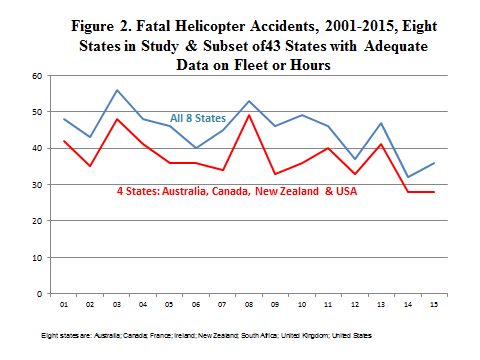 Figure 2. Fatal Helicopter Accidents, 2001-2015, Eight
States in Study & Subset of43 States with Adequate
Data on Fleet or Hours
60
50
40
30
20
10
0
All 8 States
4 States: Australia, Canada, New Zealand & USA
01 02 03 04 05 06 07 08 09 10 11 12 13 14 15
Eight states are: Australia; Canada; France; Ireland; New Zealand; South Africa; United Kingdom; United States